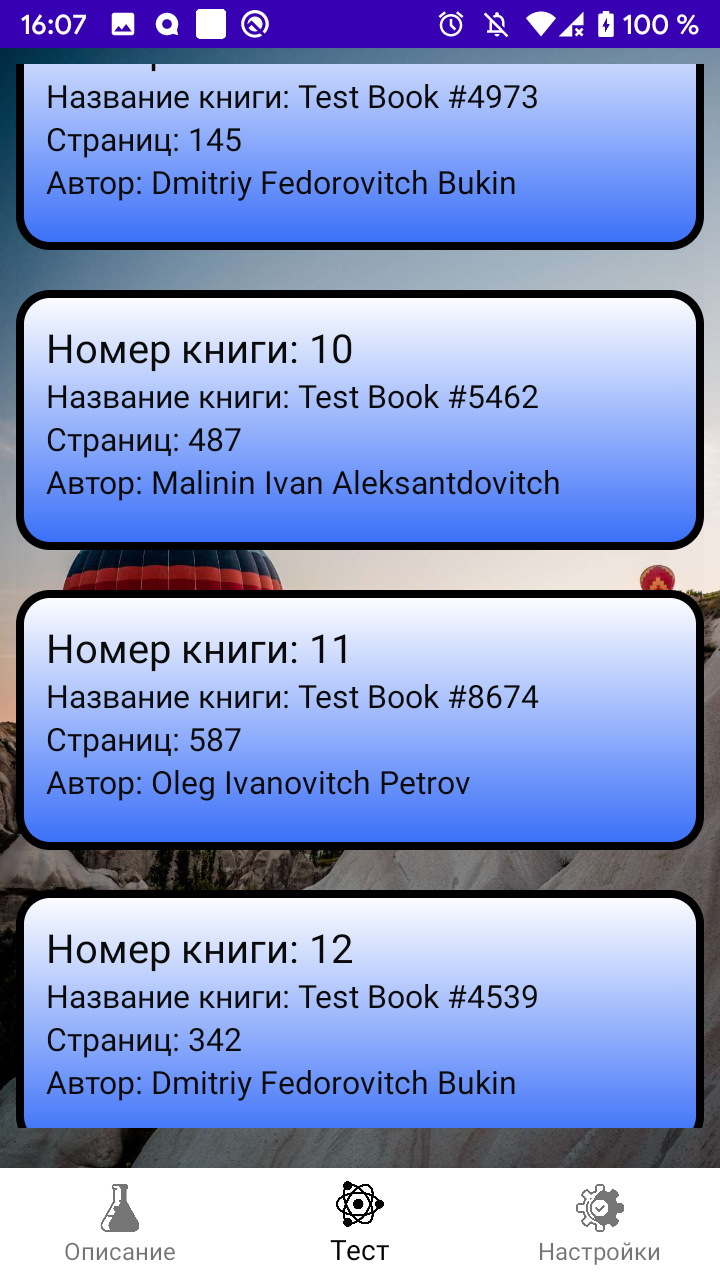 16:07
100 %
Название книги: Test Book #4973
Страниц: 145
Автор: Dmitriy Fedorovitch Bukin
Номер книги: 10
Название книги: Test Book #5462
Страниц: 487
Автор: Malinin Ivan Aleksantdovitch
Номер книги: 11
Название книги: Test Book #8674
Страниц: 587
Автор: Oleg Ivanovitch Petrov
Номер книги: 12
Название книги: Test Book #4539
Страниц: 342
Автор: Dmitriy Fedorovitch Bukin
Описание
Тест
Настройки